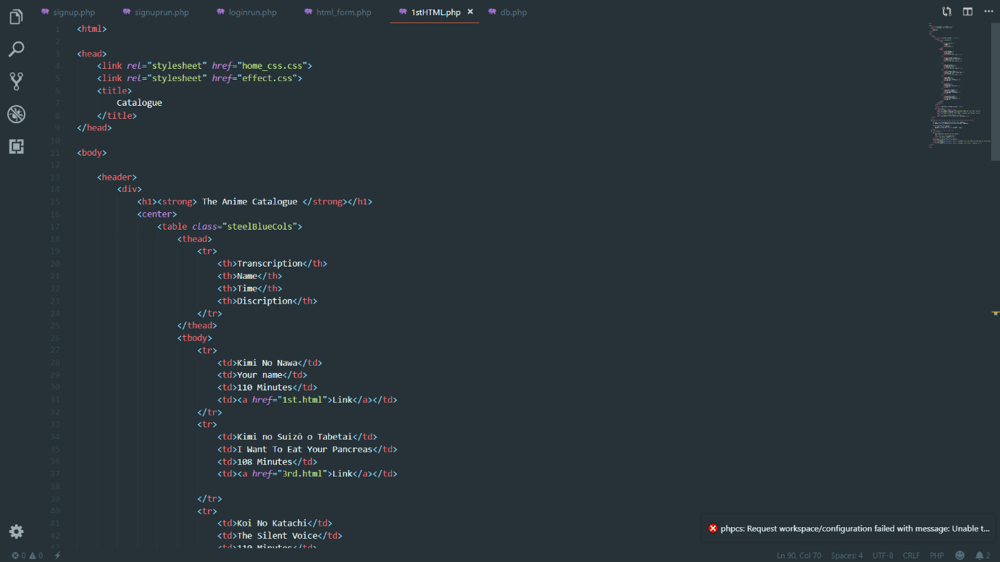 signup.php signuprun.php loginrun.php html_form.php 1stHTML.php × db.php
1 <html>
2
3 <head>
4 <link rel="stylesheet" href="home_css.css">
5 <link rel="stylesheet" href="effect.css">
6 <title>
7 Catalogue
8 </title>
9 </head>
10
11 <body>
12
13 <header>
14 <div>
15 <h1><strong> The Anime Catalogue </strong></h1>
16 <center>
17 <table class="steelBlueCols">
18 <thead>
19 <tr>
20 <th>Transcription</th>
21 <th>Name</th>
22 <th>Time</th>
23 <th>Discription</th>
24 </tr>
25 </thead>
26 <tbody>
27 <tr>
28 <td>Kimi No Nawa</td>
29 <td>Your name</td>
30 <td>110 Minutes</td>
31 <td><a href="1st.html">Link</a></td>
32 </tr>
33 <tr>
34 <td>Kimi no Suizō o Tabetai</td>
35 <td>I Want To Eat Your Pancreas</td>
36 <td>108 Minutes</td>
37 <td><a href="3rd.html">Link</a></td>
38
39 </tr>
40 <tr>
41 <td>Koi No Katachi</td>
42 <td>The Silent Voice</td>
43 <td>110 Minutes</td>
phpcs: Request workspace/configuration failed with message: Unable t...
0 0 Ln 90, Col 70 Spaces: 4 UTF-8 CRLF PHP 2